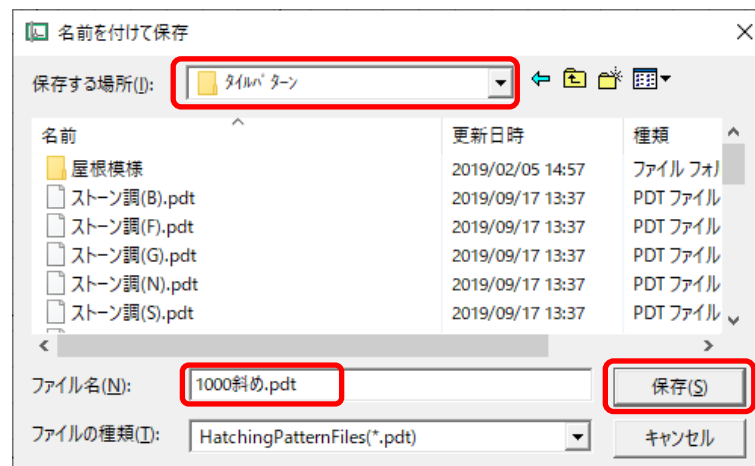 名前を付けて保存
保存する場所(I): ﾀｲﾙﾊﾟﾀｰﾝ
名前 更新日時 種類
屋根模様 2019/02/05 14:57 ファイル フォル
ストーン調(B).pdt 2019/09/17 13:37 PDT ファイル
ストーン調(F).pdt 2019/09/17 13:37 PDT ファイル
ストーン調(G).pdt 2019/09/17 13:37 PDT ファイル
ストーン調(N).pdt 2019/09/17 13:37 PDT ファイル
ストーン調(S).pdt 2019/09/17 13:37 PDT ファイル
ファイル名(N): 1000斜め.pdt 保存(S)
ファイルの種類(T): HatchingPatternFiles(*.pdt) キャンセル